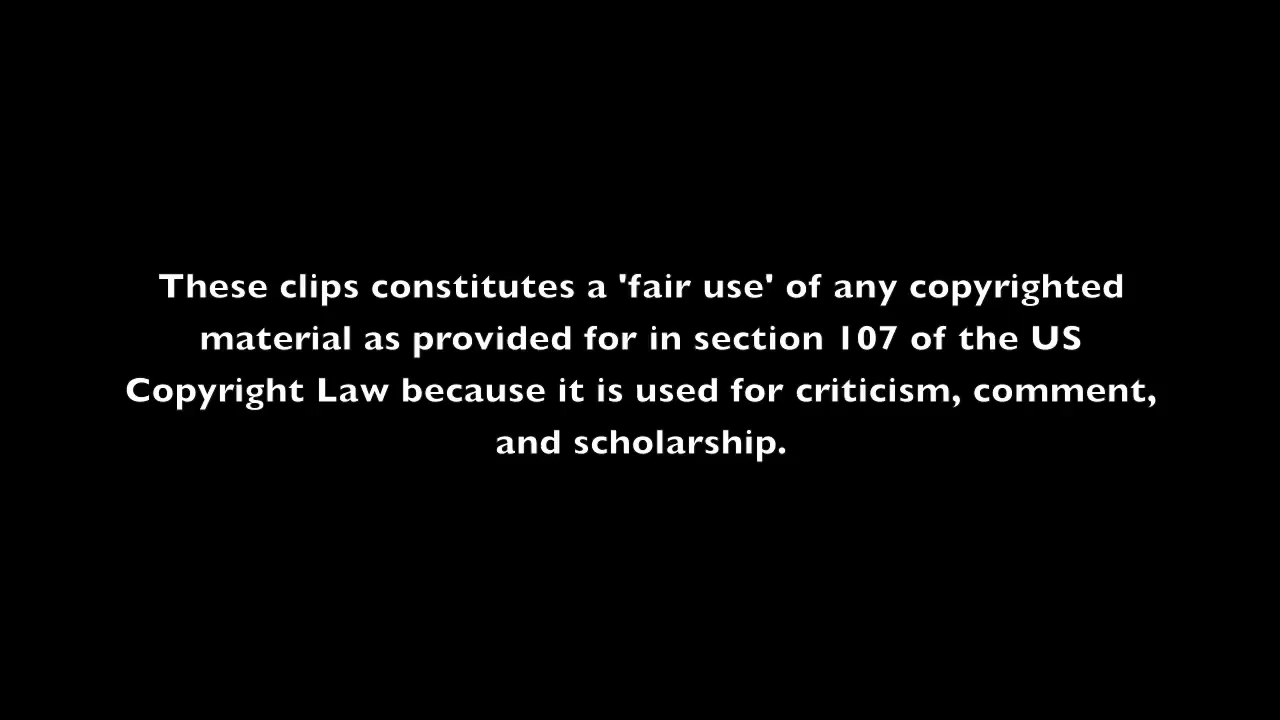 These clips constitutes a 'fair use' of any copyrighted
material as provided for in section 107 of the US
Copyright Law because it is used for criticism, comment,
and scholarship.